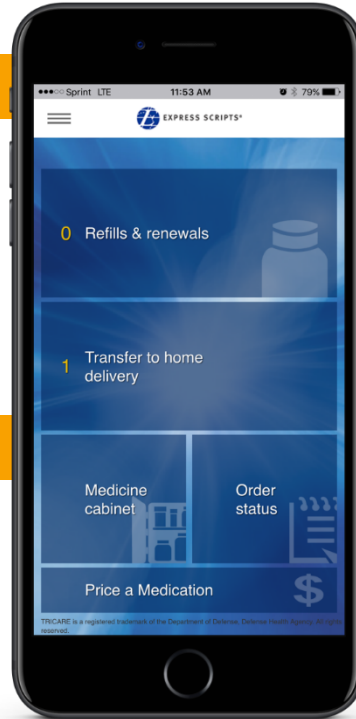 Sprint LTE 11:53 AM 79%
EXPRESS SCRIPTS®
0 Refills & renewals
1 Transfer to home
delivery
Medicine
cabinet
Order
status
Price a Medication
$
TRICARE is a registered trademark of the Department of Defense, Defense Health Agency. All rights
reserved.